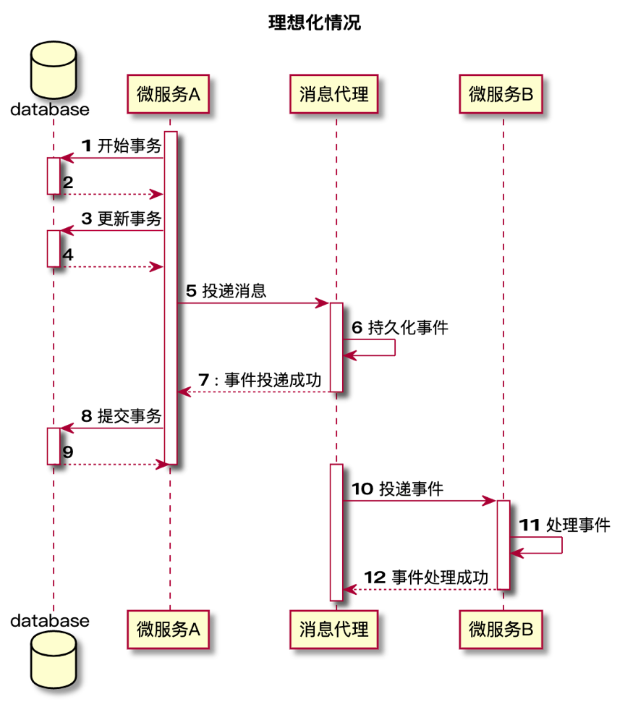 理想化情况
database
微服务A
消息代理
微服务B
1 开始事务
2
3 更新事务
4
5 投递消息
6 持久化事件
7 : 事件投递成功
8 提交事务
9
10 投递事件
11 处理事件
12 事件处理成功
database
微服务A
消息代理
微服务B